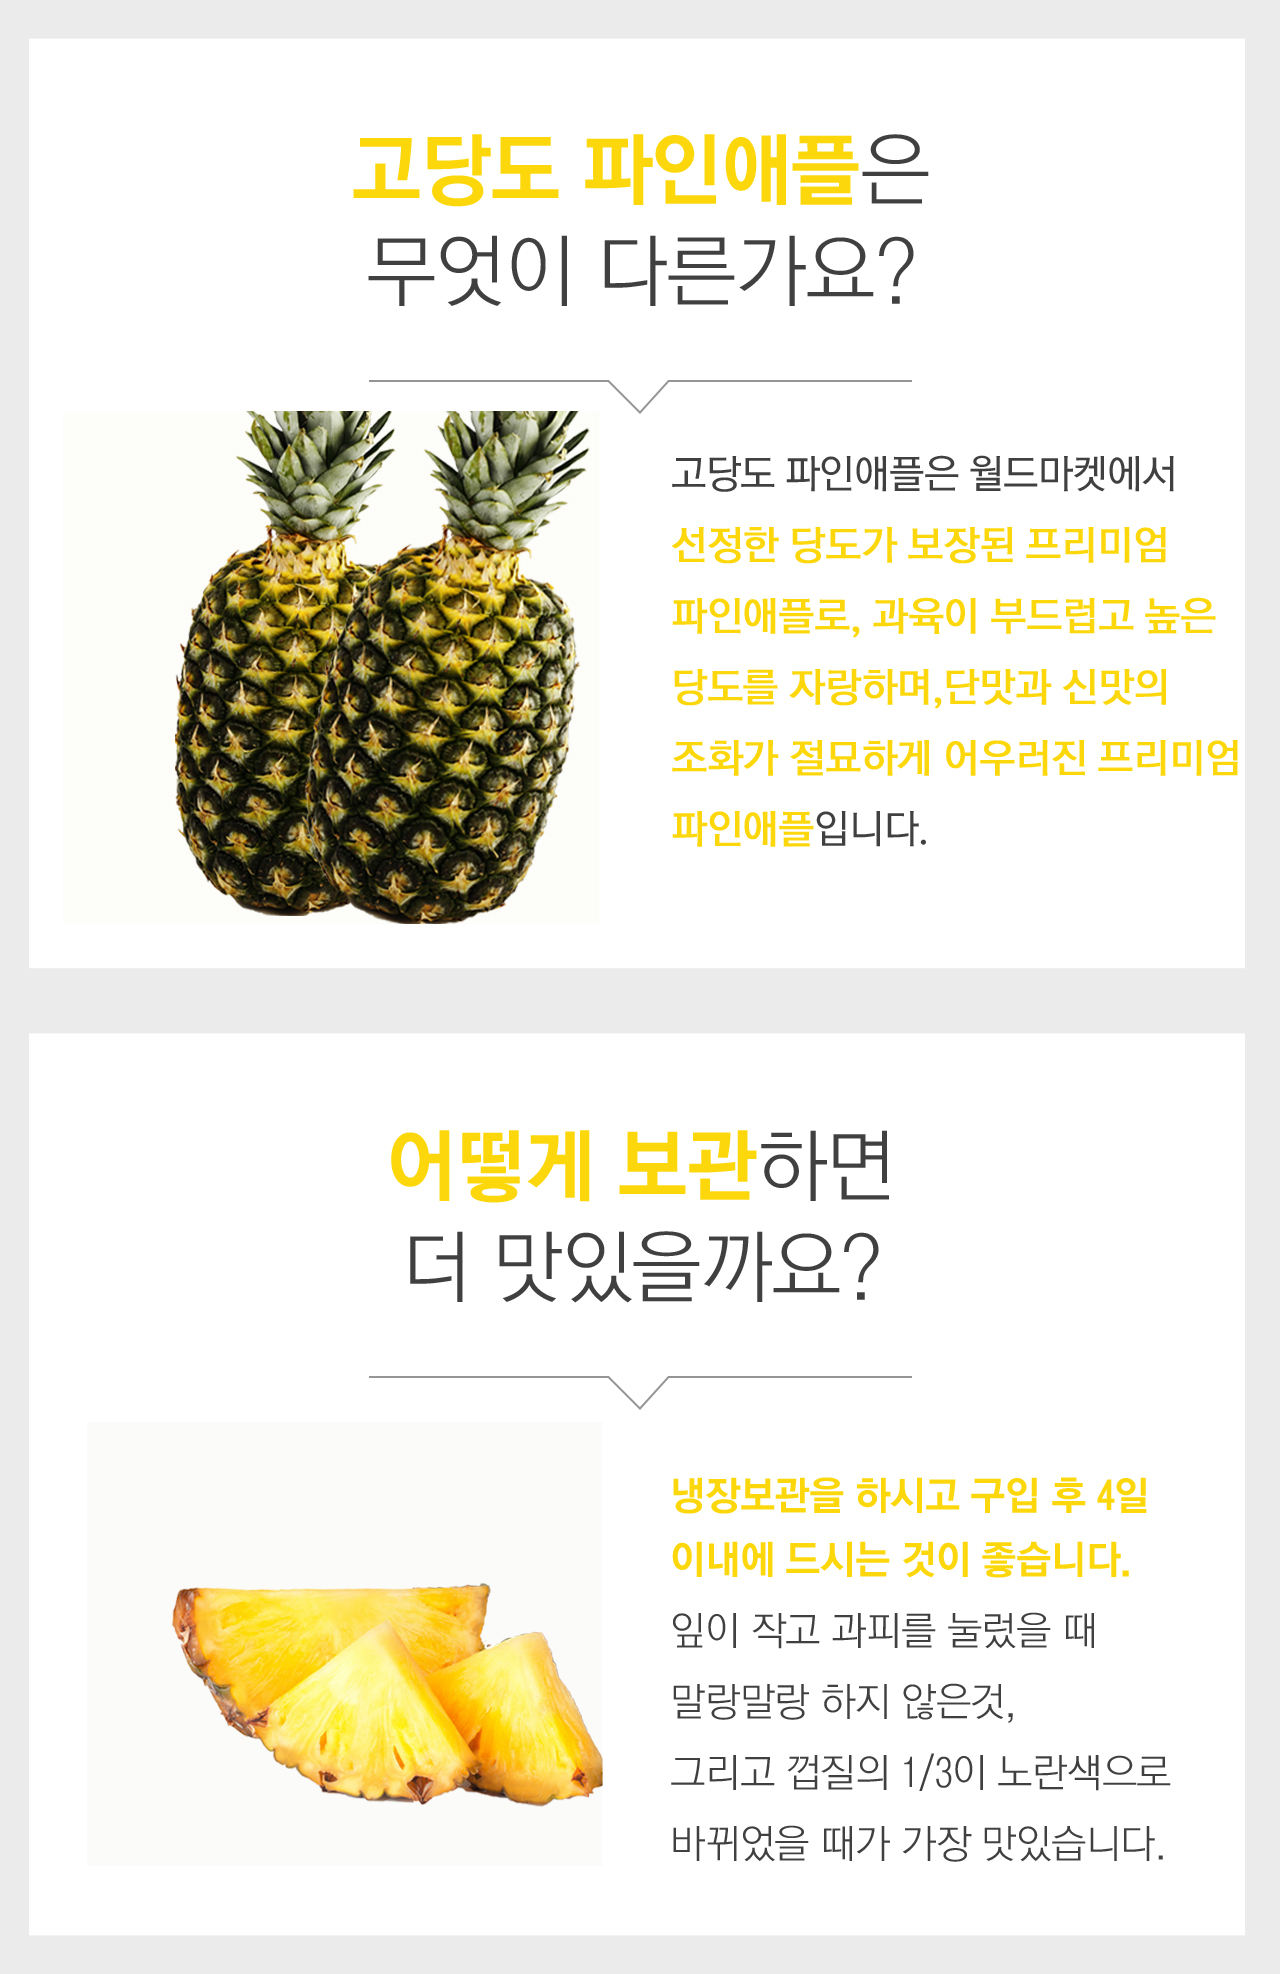 고당도 파인애플은
무엇이 다른가요?
고당도 파인애플은 월드마켓에서
선정한 당도가 보장된 프리미엄
파인애플로, 과육이 부드럽고 높은
당도를 자랑하며,단맛과 신맛의
조화가 절묘하게 어우러진 프리미엄
파인애플입니다.
어떻게 보관하면
더 맛있을까요?
냉장보관을 하시고 구입 후 4일
이내에 드시는 것이 좋습니다.
잎이 작고 과피를 눌렀을 때
말랑말랑 하지 않은것,
그리고 껍질의 1/3이 노란색으로
바뀌었을 때가 가장 맛있습니다.